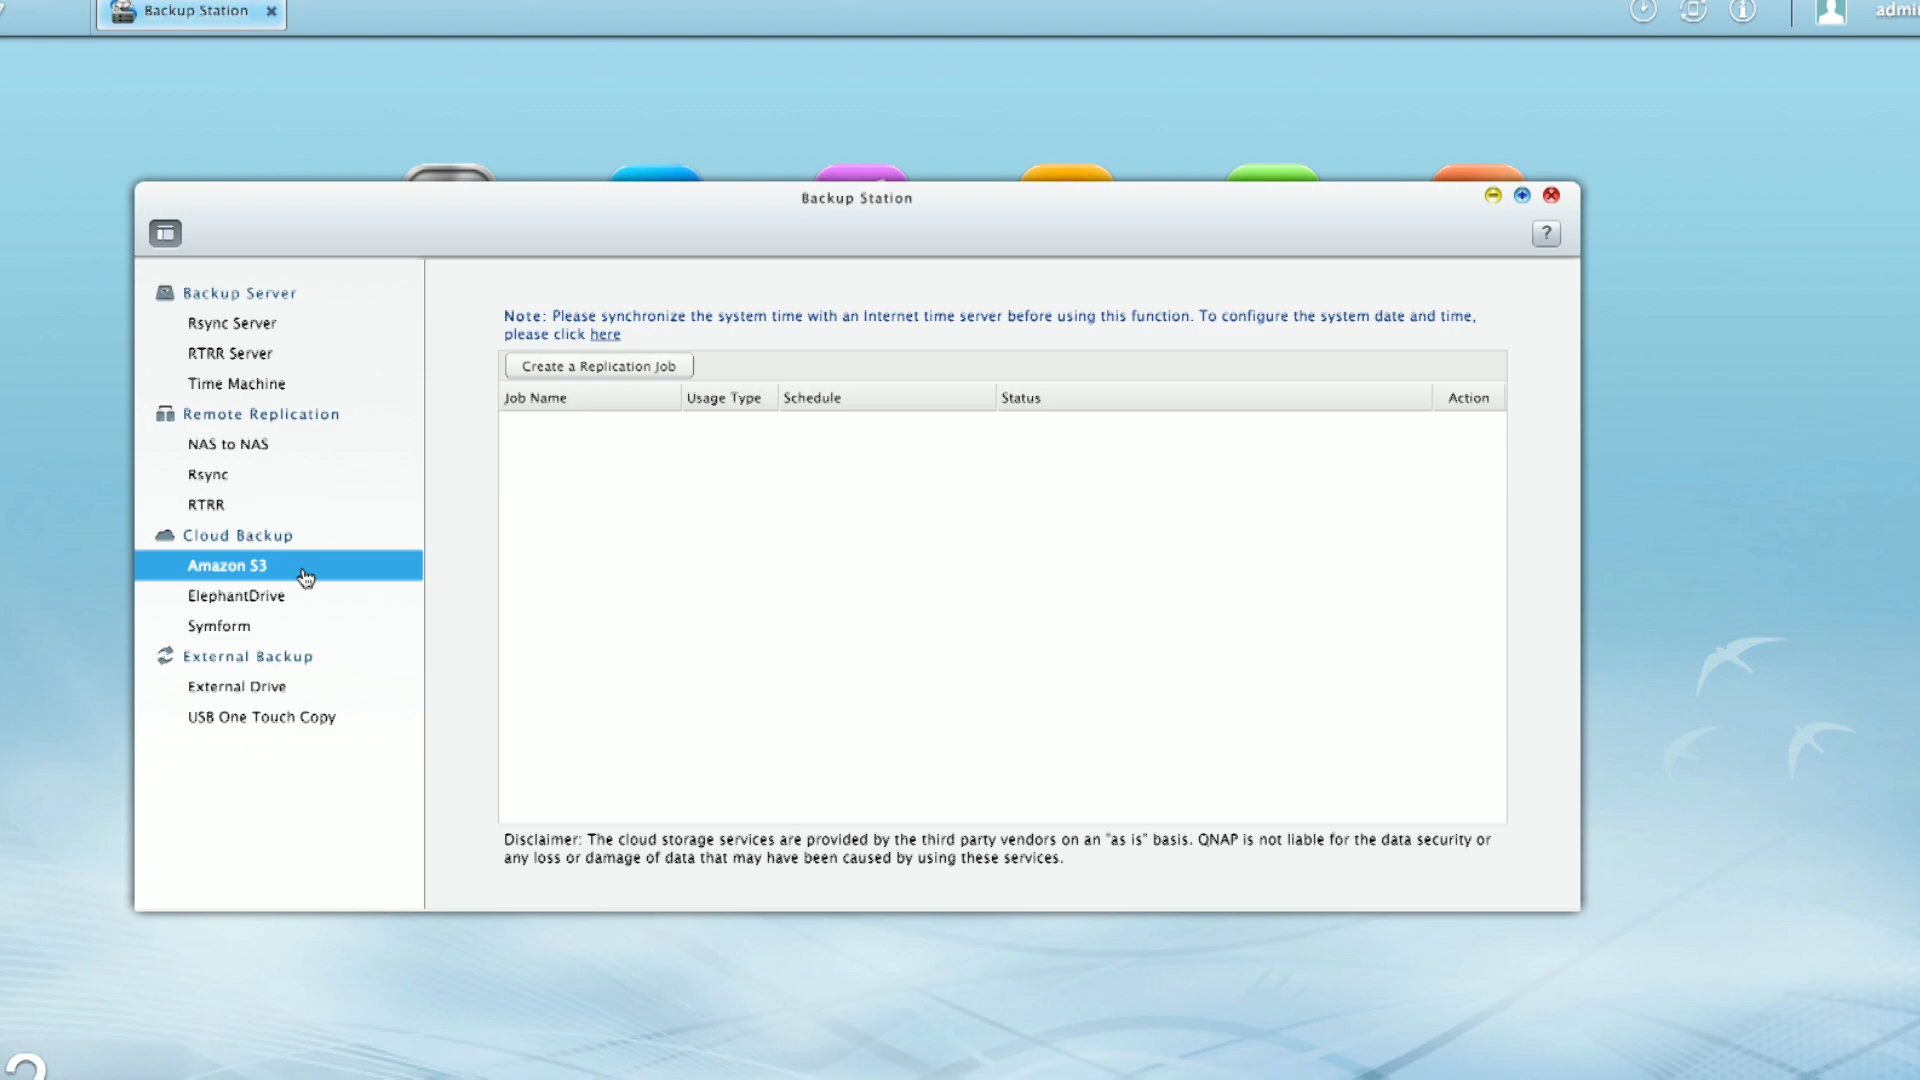 Backup Station
Backup Station
?
Backup Server
Rsync Server
RTRR Server
Time Machine
Remote Replication
NAS to NAS
Rsync
RTRR
Cloud Backup
Amazon S3
ElephantDrive
Symform
External Backup
External Drive
USB One Touch Copy
Note: Please synchronize the system time with an Internet time server before using this function. To configure the system date and time,
please click here
Create a Replication Job
Job Name Usage Type Schedule Status Action
Disclaimer: The cloud storage services are provided by the third party vendors on an "as is" basis. QNAP is not liable for the data security or
any loss or damage of data that may have been caused by using these services.